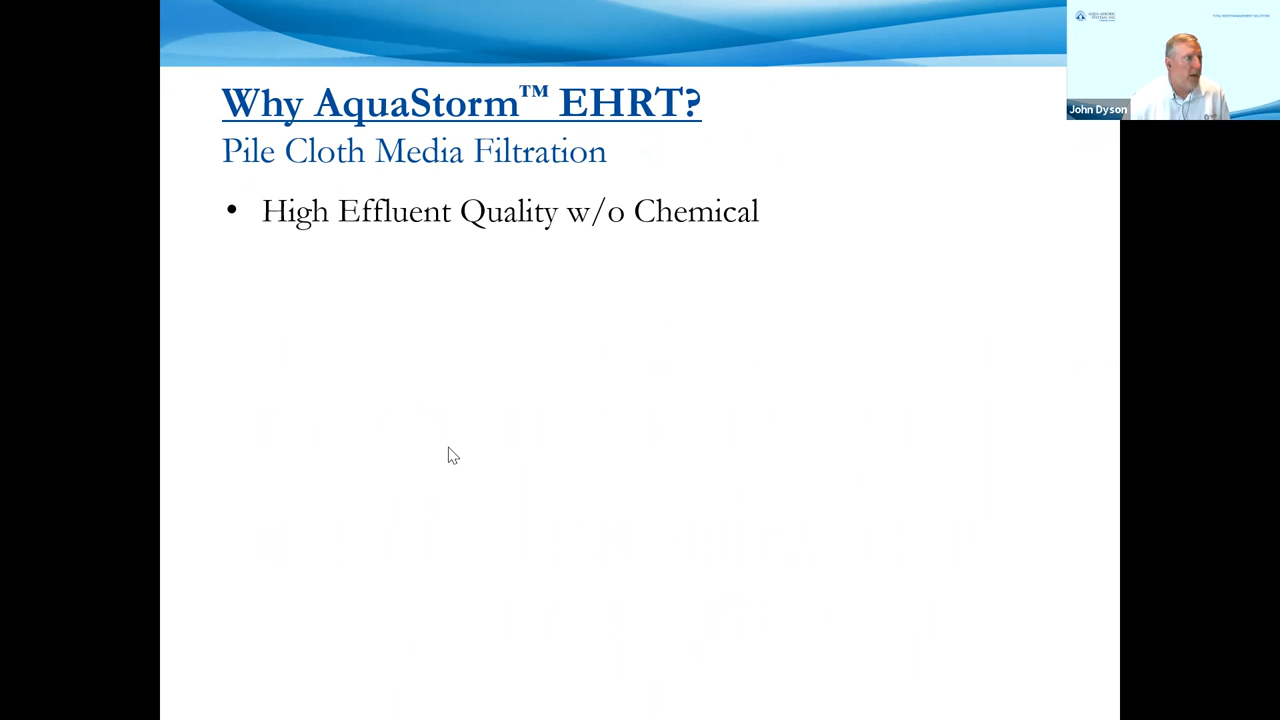 Why AquaStorm™ EHRT?
Pile Cloth Media Filtration
• High Effluent Quality w/o Chemical
John Dyson